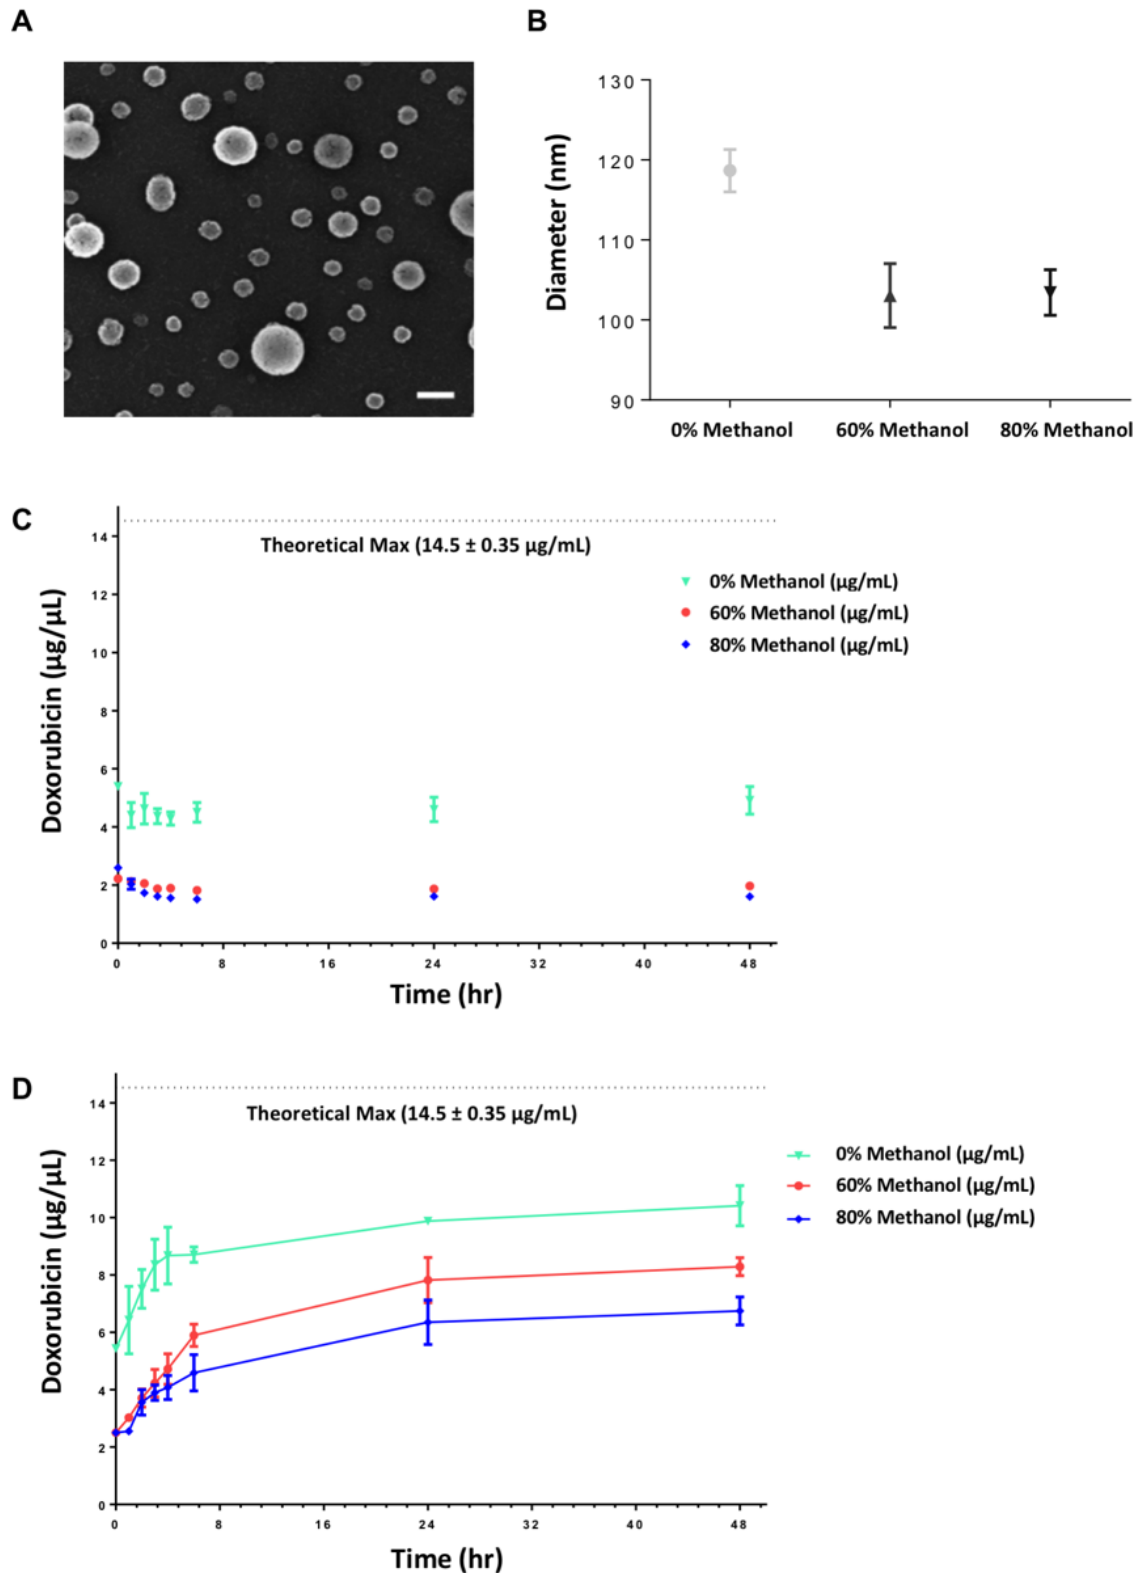 A
B
130
120
110
100
90
Diameter (nm)
0% Methanol 60% Methanol 80% Methanol
C
14
12
10
8
6
4
2
0
Doxorubicin (µg/µL)
Theoretical Max (14.5 ± 0.35 µg/mL)
0% Methanol (µg/mL)
60% Methanol (µg/mL)
80% Methanol (µg/mL)
0 8 16 24 32 40 48
Time (hr)
D
14
12
10
8
6
4
2
0
Doxorubicin (µg/µL)
Theoretical Max (14.5 ± 0.35 µg/mL)
0% Methanol (µg/mL)
60% Methanol (µg/mL)
80% Methanol (µg/mL)
0 8 16 24 32 40 48
Time (hr)